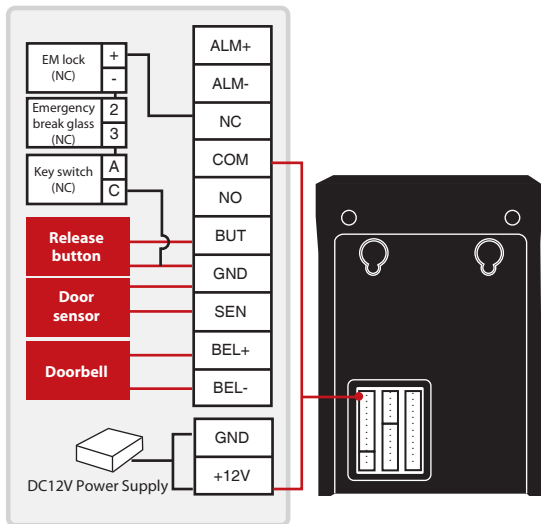 EM lock
(NC)
+
-
Emergency
break glass
(NC)
2
3
Key switch
(NC)
A
C
Release
button
Door
sensor
Doorbell
ALM+
ALM-
NC
COM
NO
BUT
GND
SEN
BEL+
BEL-
GND
+12V
DC12V Power Supply